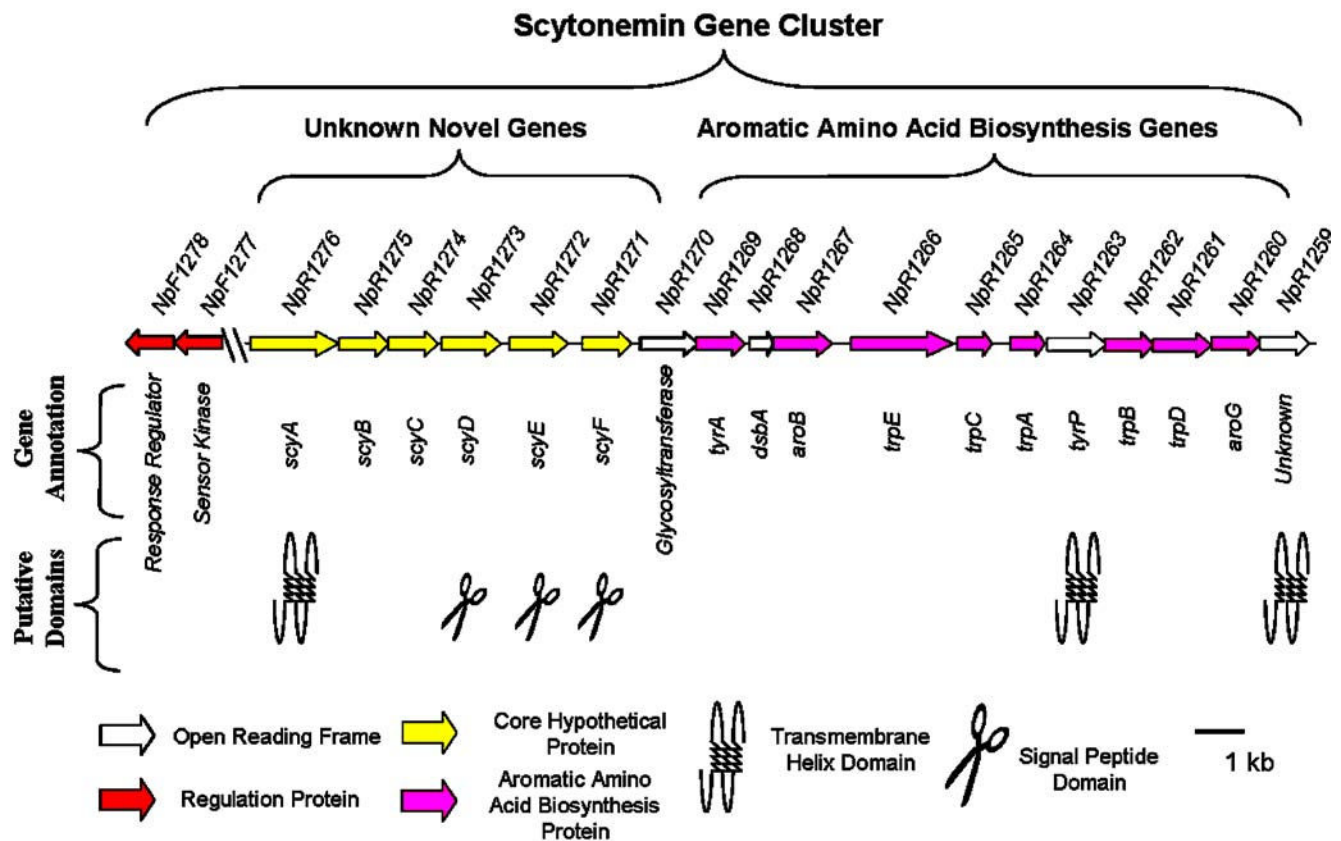 Scytonemin Gene Cluster
Unknown Novel Genes
Aromatic Amino Acid Biosynthesis Genes
NpF1278
NpF1277
NpR1276
NpR1275
NpR1274
NpR1273
NpR1272
NpR1271
NpR1270
NpR1269
NpR1268
NpR1267
NpR1266
NpR1265
NpR1264
NpR1263
NpR1262
NpR1261
NpR1260
NpR1259
Gene
Annotation
Response Regulator
Sensor Kinase
scyA
scyB
scyC
scyD
scyE
scyF
Glycosyltransferase
tyrA
dsbA
aroB
trpE
trpC
trpA
tyrP
trpB
trpD
aroG
Unknown
Putative
Domains
Open Reading Frame
Core Hypothetical
Protein
Transmembrane
Helix Domain
Signal Peptide
Domain
1 kb
Regulation Protein
Aromatic Amino
Acid Biosynthesis
Protein